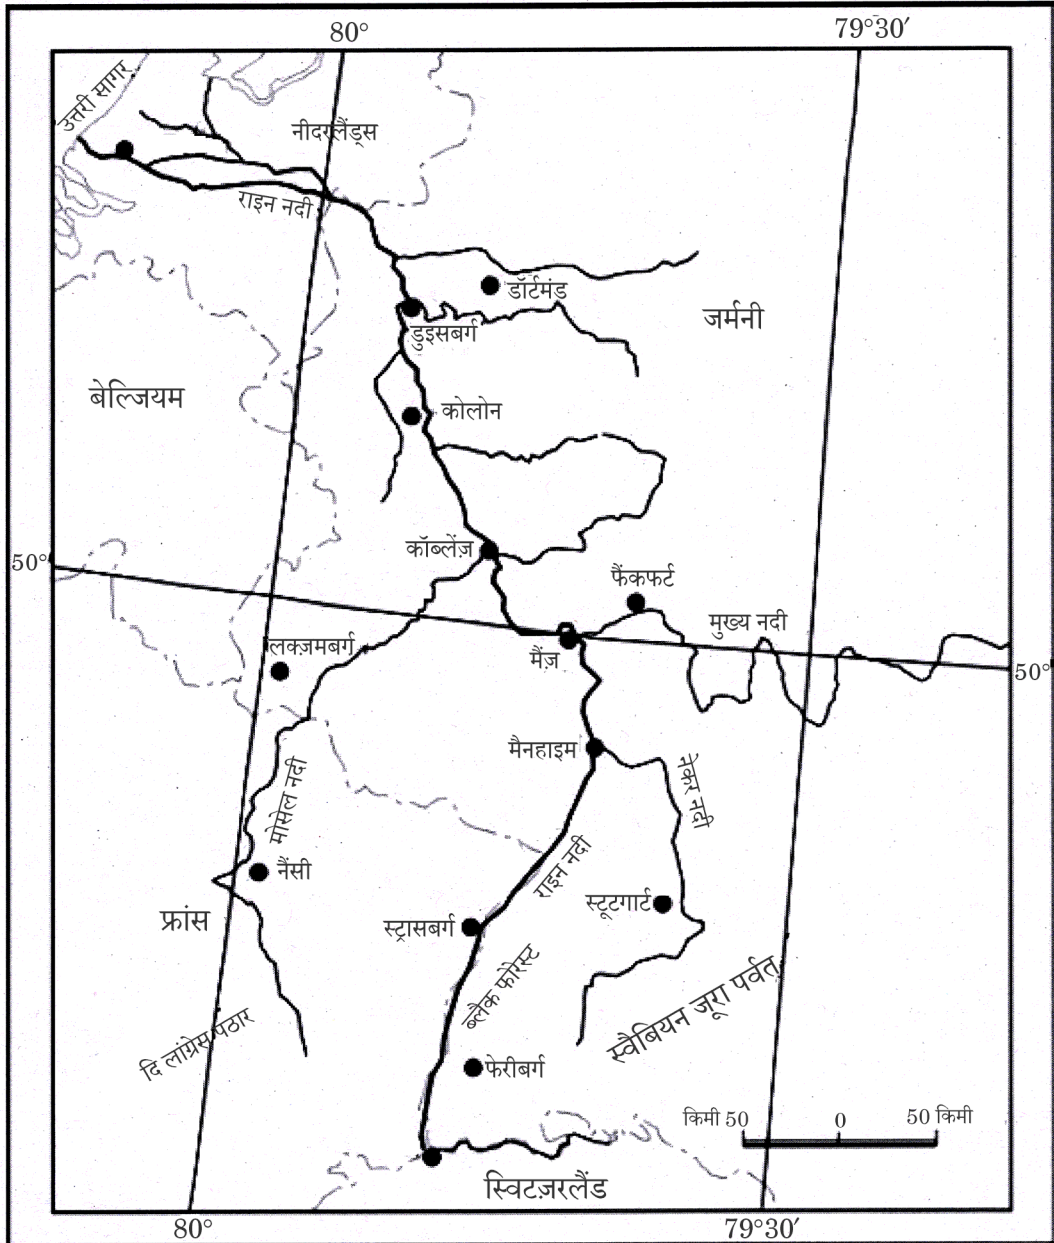 80°
79°30′
उत्तरी सागर
नीदरलैंड्स
राइन नदी
डॉर्टमंड
जर्मनी
डुइसबर्ग
बेल्जियम
कोलोन
कॉब्लेंज़
50°
फ्रैंकफर्ट
मुख्य नदी
लक्ज़मबर्ग
मैंज़
50°
मैनहाइम
नेकर नदी
मोसेल नदी
राइन नदी
नैंसी
स्टूटगार्ट
फ्रांस
स्ट्रासबर्ग
ब्लैक फोरेस्ट
स्वैबियन जूरा पर्वत
दि लांग्रेस पठार
फेरीबर्ग
किमी 50 0 50 किमी
स्विटज़रलैंड
80°
79°30′